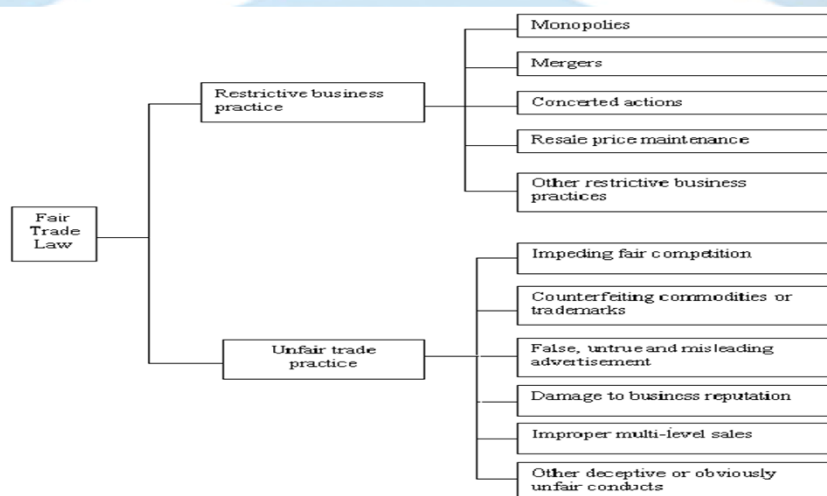 Fair
Trade
Law
Restrictive business
practice
Monopolies
Mergers
Concerted actions
Resale price maintenance
Other restrictive business
practices
Unfair trade
practice
Impeding fair competition
Counterfeiting commodities or
trademarks
False, untrue and misleading
advertisement
Damage to business reputation
Improper multi-level sales
Other deceptive or obviously
unfair conducts